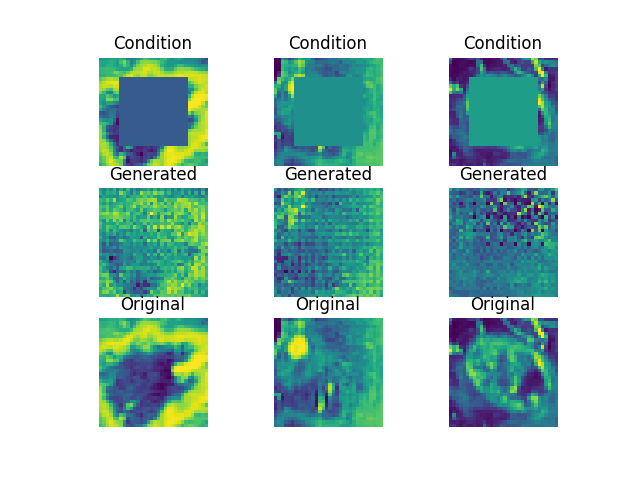 Condition Condition Condition
Generated Generated Generated
Original Original Original